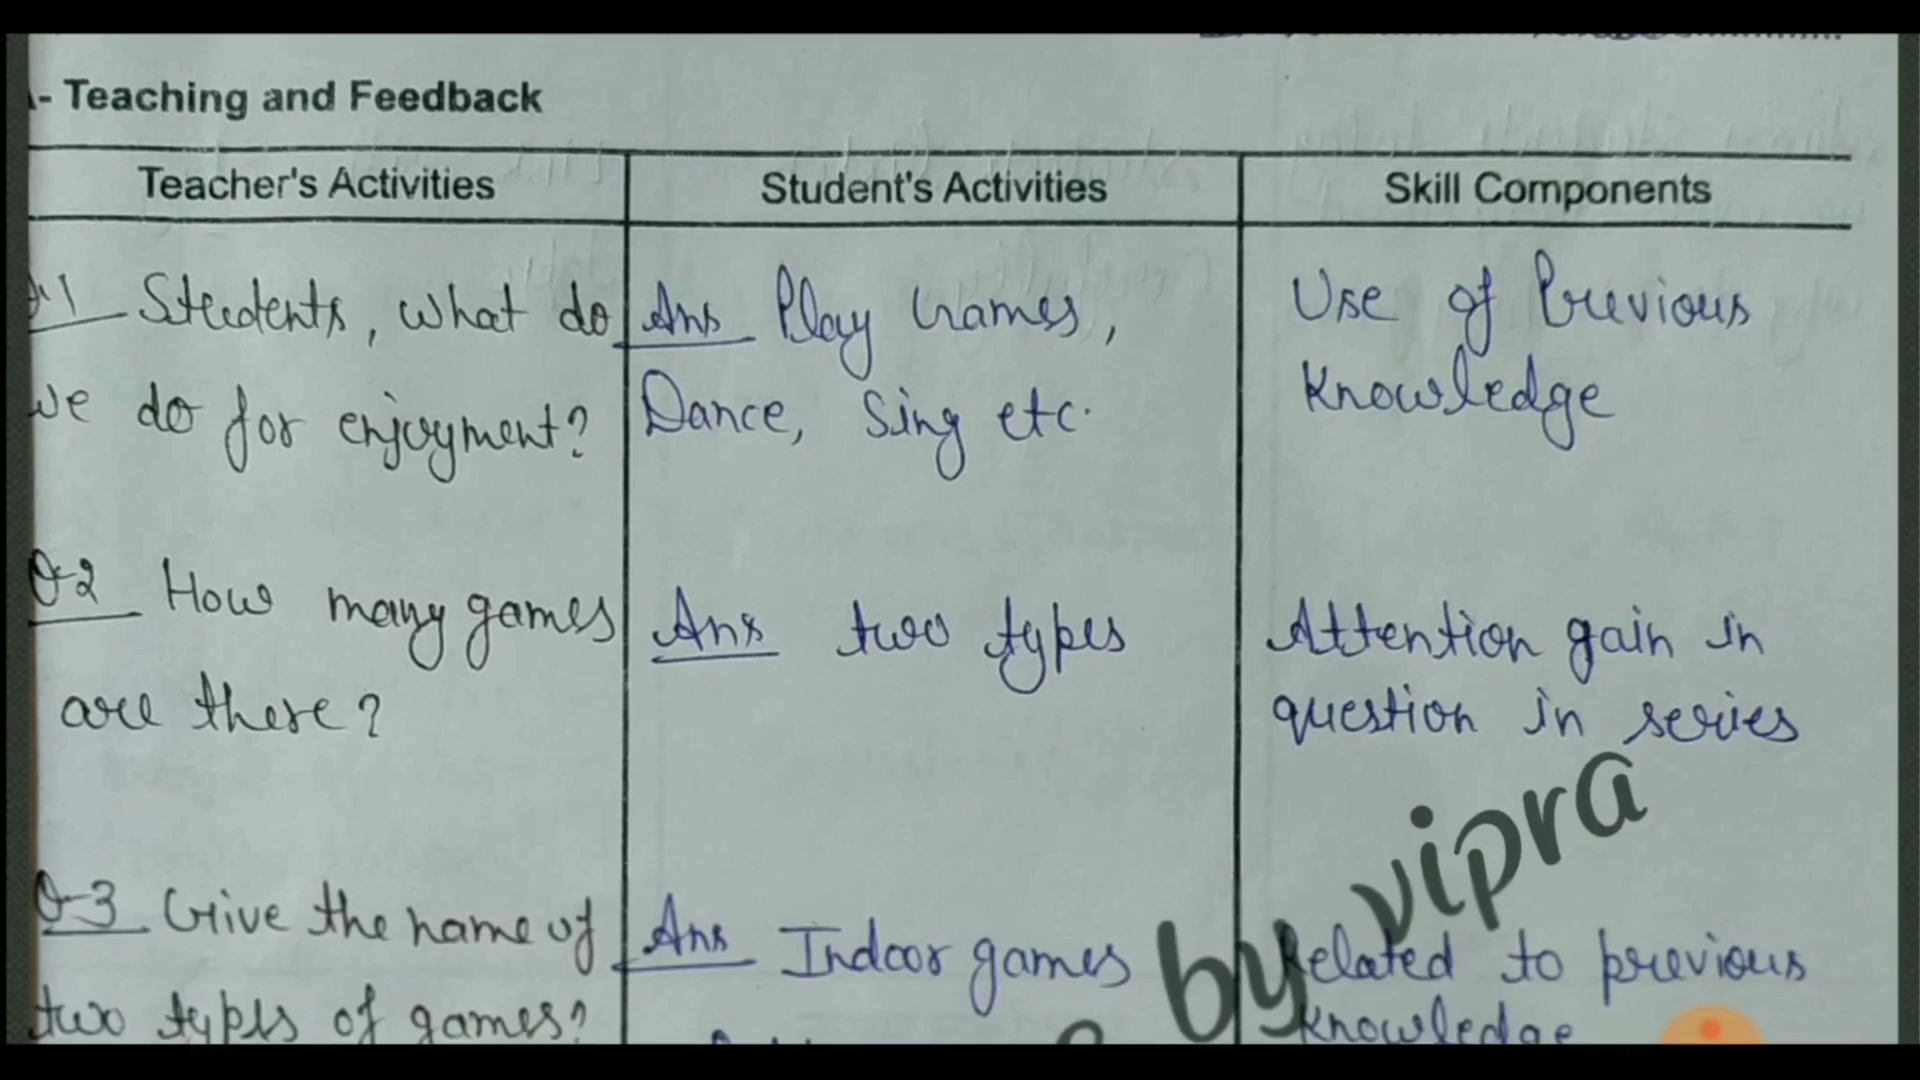 - Teaching and Feedback
Teacher's Activities
Student's Activities
Skill Components
Q.1 Students, what do
we do for enjoyment?
Ans Play Games,
Dance, Sing etc.
Use of Previous
Knowledge
Q-2 How many games
are there?
Ans two types
Attention gain in
question in series
Q-3 Give the name of
two types of games?
Ans Indoor games
Related to previous
knowledge
by vipra